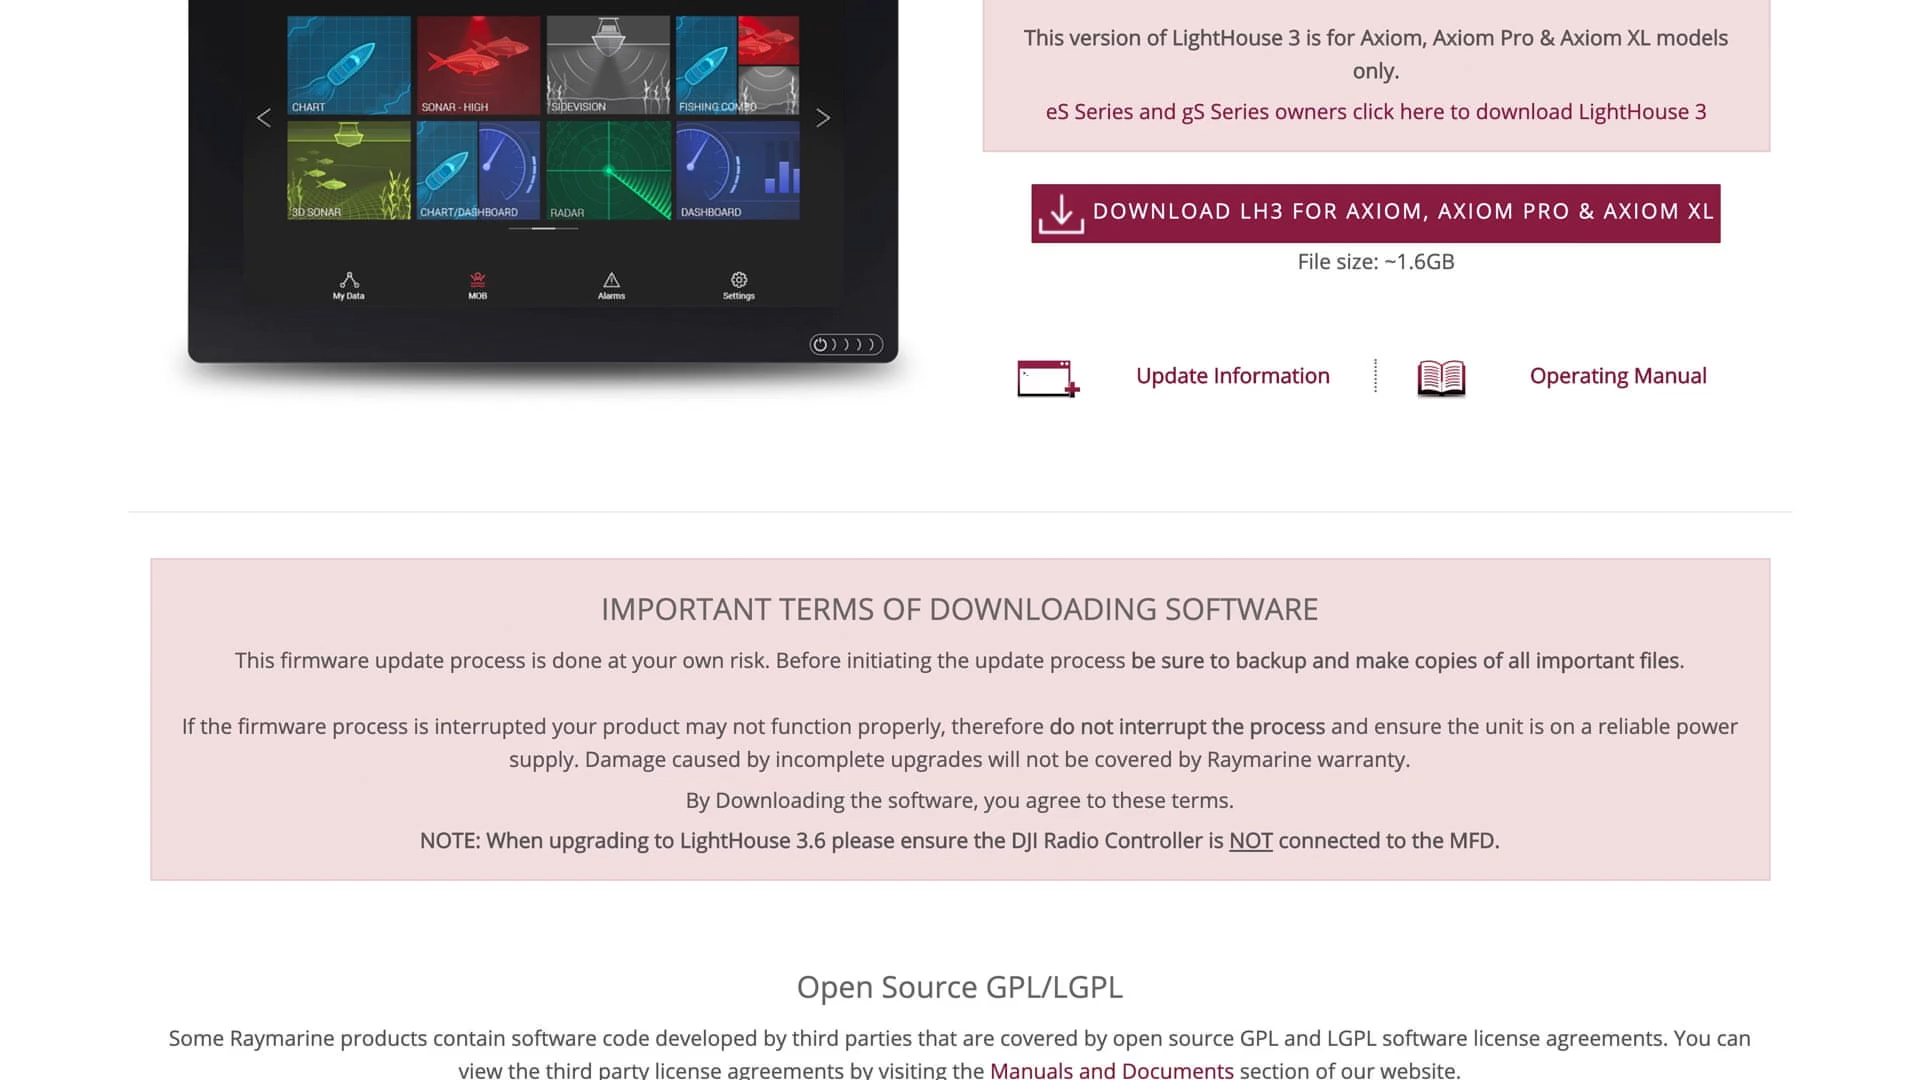 CHART
SONAR - HIGH
SIDEVISION
FISHING COMBO
3D SONAR
CHART/DASHBOARD
RADAR
DASHBOARD
My Data
MOB
Alarms
Settings
This version of LightHouse 3 is for Axiom, Axiom Pro & Axiom XL models
only.
eS Series and gS Series owners click here to download LightHouse 3
DOWNLOAD LH3 FOR AXIOM, AXIOM PRO & AXIOM XL
File size: ~1.6GB
Update Information
Operating Manual
IMPORTANT TERMS OF DOWNLOADING SOFTWARE
This firmware update process is done at your own risk. Before initiating the update process be sure to backup and make copies of all important files.
If the firmware process is interrupted your product may not function properly, therefore do not interrupt the process and ensure the unit is on a reliable power
supply. Damage caused by incomplete upgrades will not be covered by Raymarine warranty.
By Downloading the software, you agree to these terms.
NOTE: When upgrading to LightHouse 3.6 please ensure the DJI Radio Controller is NOT connected to the MFD.
Open Source GPL/LGPL
Some Raymarine products contain software code developed by third parties that are covered by open source GPL and LGPL software license agreements. You can
view the third party license agreements by visiting the Manuals and Documents section of our website.